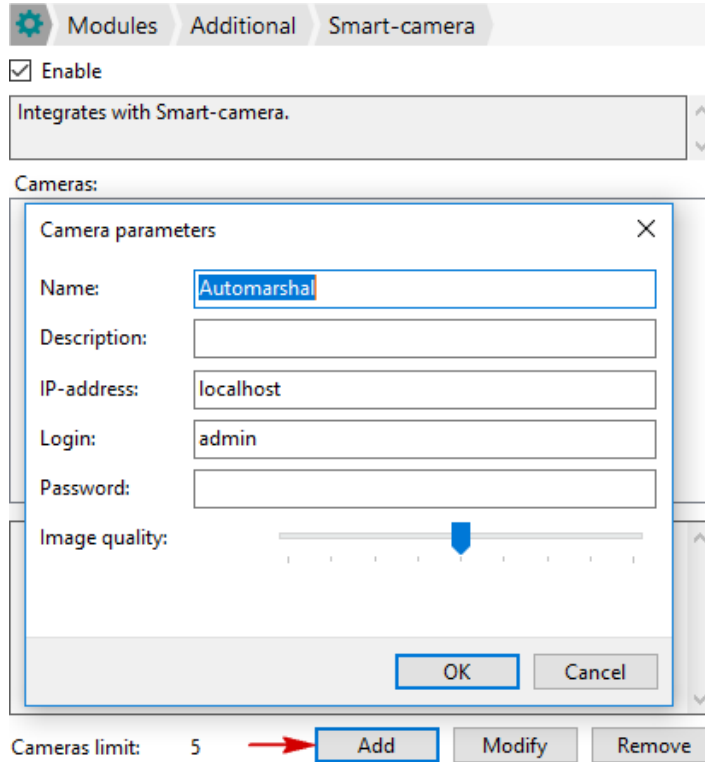 Modules Additional Smart-camera
Enable
Integrates with Smart-camera.
Cameras:
Camera parameters
Name: Automarshal
Description:
IP-address: localhost
Login: admin
Password:
Image quality:
OK Cancel
Cameras limit: 5 Add Modify Remove